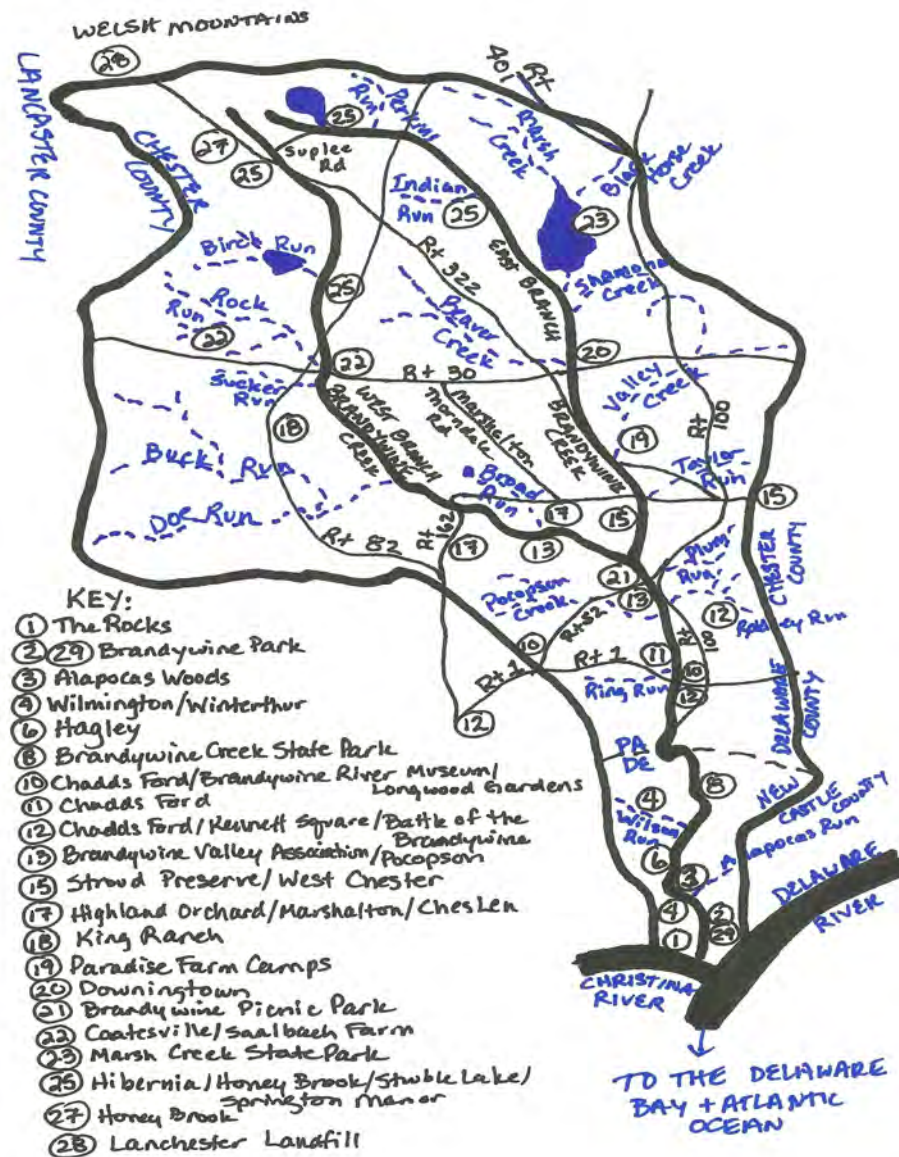 WELSH MOUNTAINS
28
LANCASTER COUNTY
CHESTER COUNTY
Rt 401
Perkins Run
25
Marsh Creek
Black Horse Creek
27
25
Suplee Rd
Indian Run
25
23
Birch Run
Rt 322
EAST BRANCH
BRANDYWINE CREEK
Shamona Creek
25
Rock Run
22
Beaver Creek
22
20
Rt 30
Sucker Run
WEST BRANCH BRANDYWINE CREEK
Marshalton Thorndale Rd
Valley Creek
Rt 100
18
19
Buck Run
Broad Run
Taylor Run
15
17
15
Doe Run
Rt 82
Rt 162
17
13
CHESTER COUNTY
21
Plum Run
Pocopson Creek
13
12
Radney Run
Rt 52
10
Rt 1
Rt 1
11
Rt 100
10
12
Ring Run
12
DELAWARE COUNTY
PA
DE
8
NEW CASTLE COUNTY
4
Wilson Run
6
3
Alapocas Run
4
2
29
1
DELAWARE RIVER
CHRISTINA RIVER
TO THE DELAWARE
BAY + ATLANTIC
OCEAN
KEY:
1 The Rocks
2 29 Brandywine Park
3 Alapocas Woods
4 Wilmington/Winterthur
6 Hagley
8 Brandywine Creek State Park
10 Chadds Ford/Brandywine River Museum/
Longwood Gardens
11 Chadds Ford
12 Chadds Ford/Kennett Square/Battle of the
Brandywine
13 Brandywine Valley Association/Pocopson
15 Stroud Preserve/West Chester
17 Highland Orchard/Marshalton/ChesLen
18 King Ranch
19 Paradise Farm Camps
20 Downingtown
21 Brandywine Picnic Park
22 Coatesville/Saalbach Farm
23 Marsh Creek State Park
25 Hibernia/Honey Brook/Struble Lake/
Springton Manor
27 Honey Brook
28 Lanchester Landfill